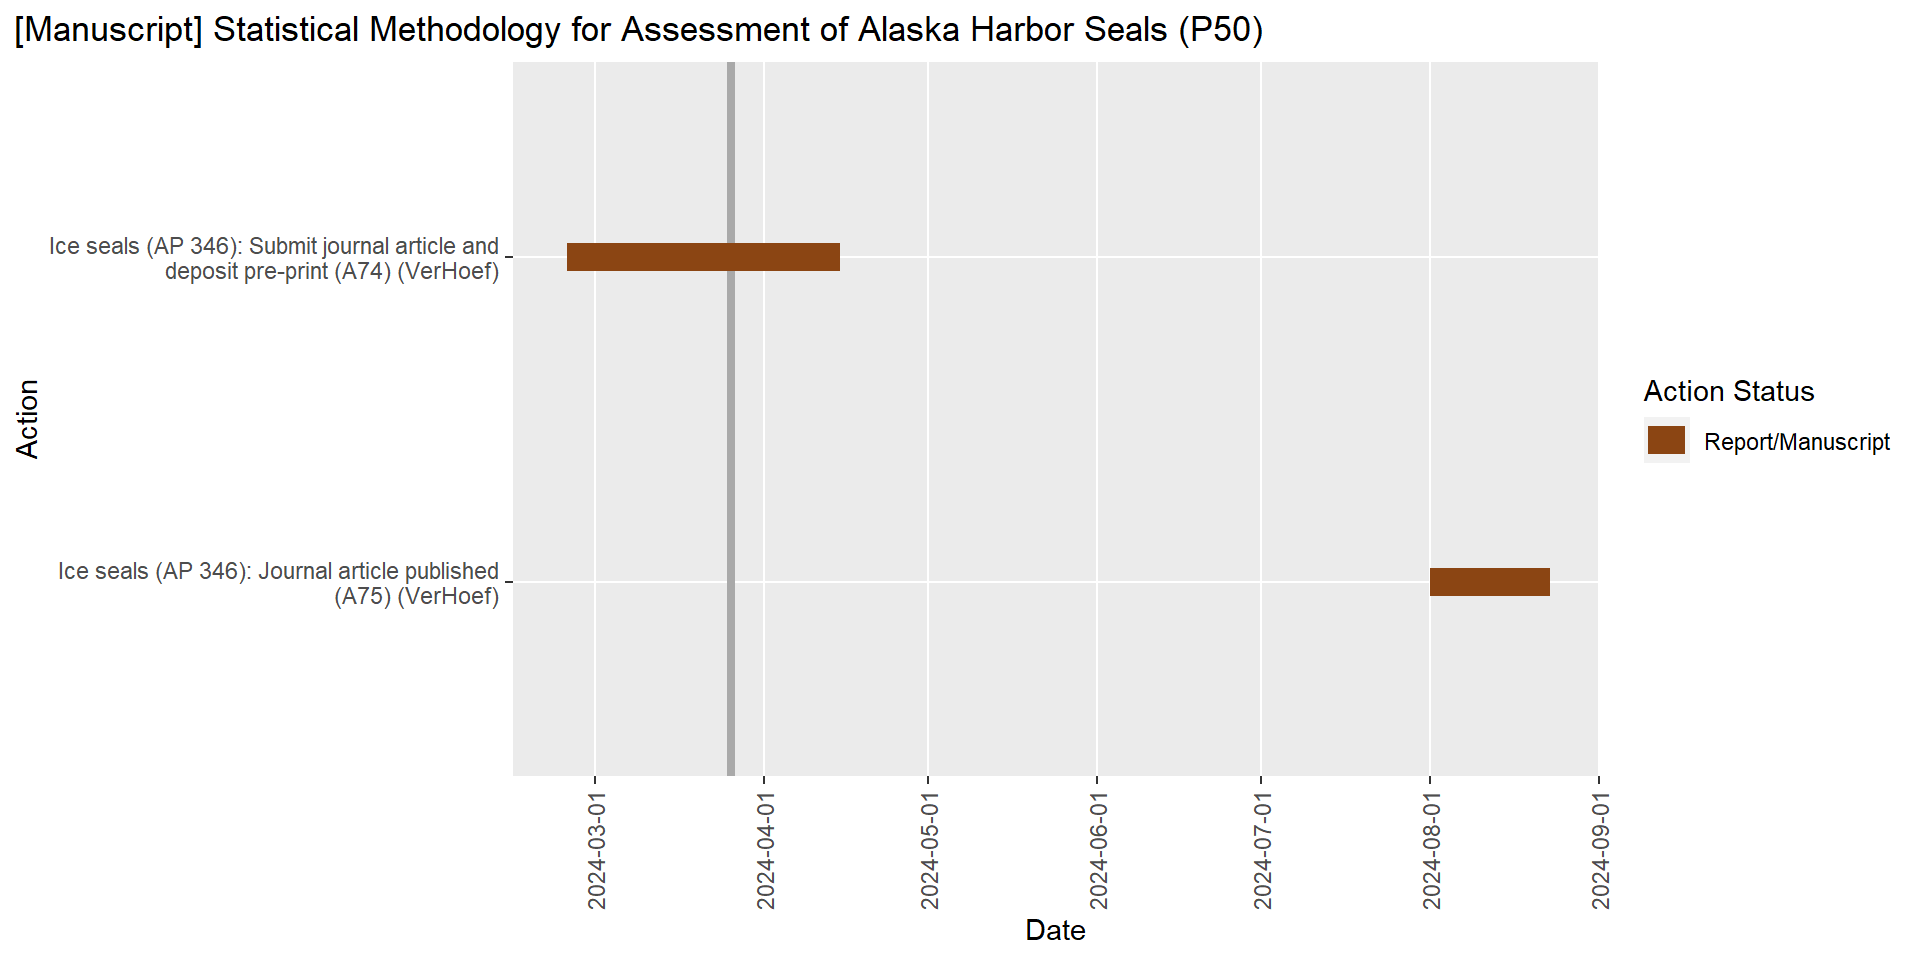 [Manuscript] Statistical Methodology for Assessment of Alaska Harbor Seals (P50)
Action
Ice seals (AP 346): Submit journal article and
deposit pre-print (A74) (VerHoef)
Ice seals (AP 346): Journal article published
(A75) (VerHoef)
2024-03-01
2024-04-01
2024-05-01
2024-06-01
2024-07-01
2024-08-01
2024-09-01
Date
Action Status
Report/Manuscript